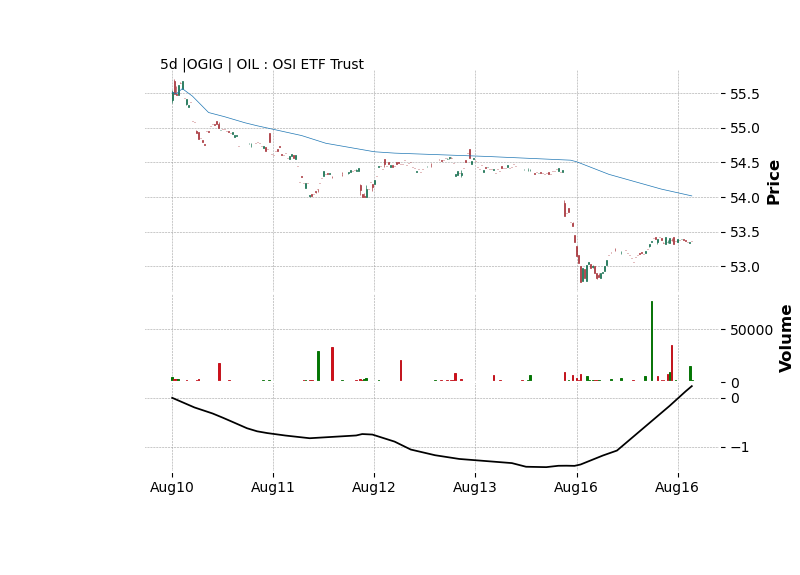 5d |OGIG | OIL : OSI ETF Trust
55.5
55.0
54.5
54.0
53.5
53.0
Price
50000
0
Volume
0
−1
Aug10 Aug11 Aug12 Aug13 Aug16 Aug16